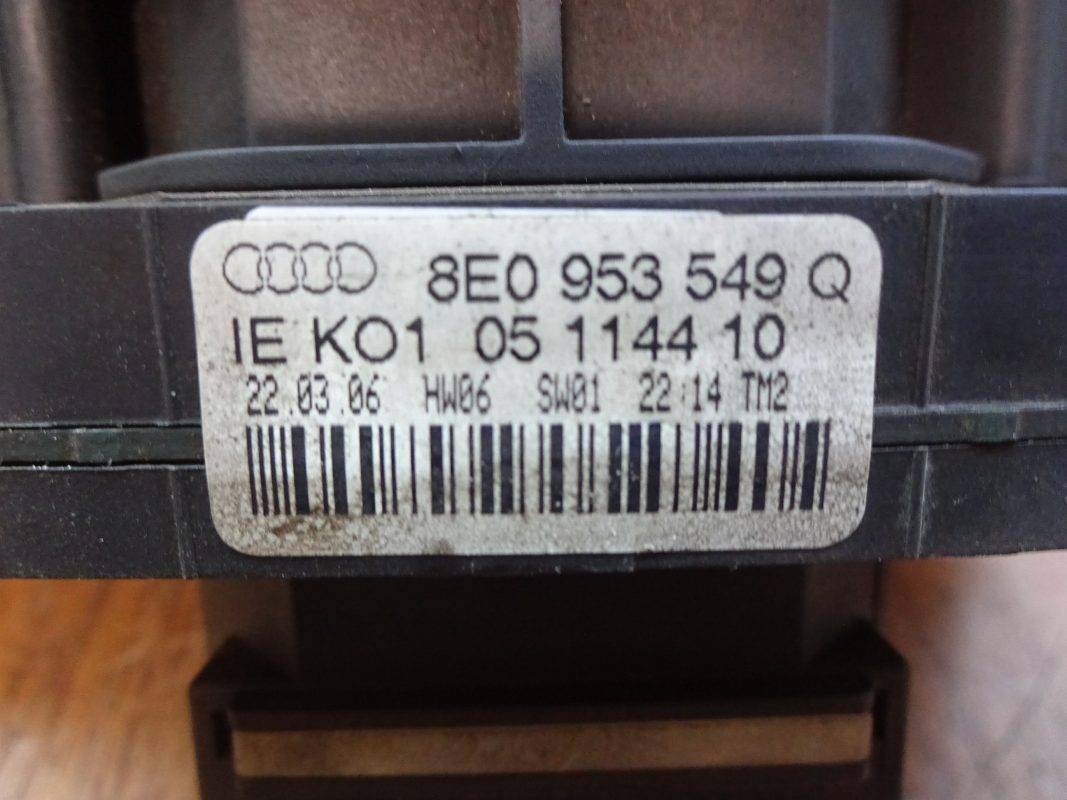 8E0 953 549 Q
IE KO1 05 1144 10
22.03.06 HW06 SW01 22:14 TM2